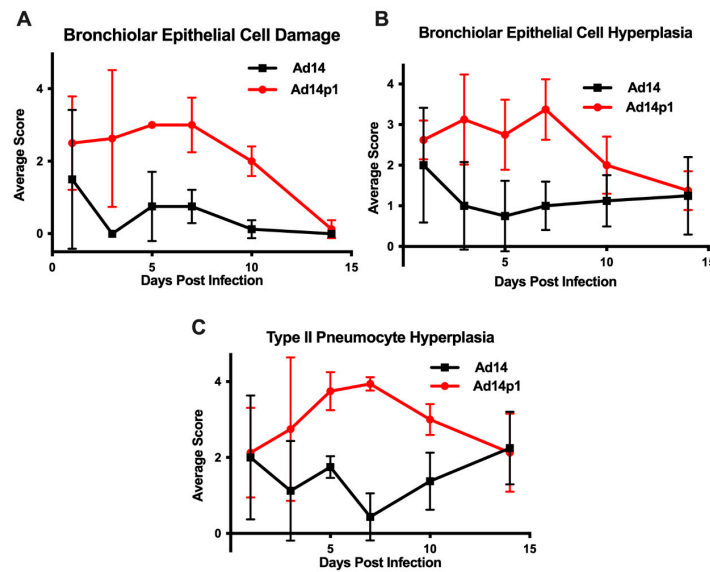 A
Bronchiolar Epithelial Cell Damage
Ad14
Ad14p1
Average Score
4
2
0
5
10
15
Days Post Infection
B
Bronchiolar Epithelial Cell Hyperplasia
Ad14
Ad14p1
Average Score
4
3
2
1
0
5
10
15
Days Post Infection
C
Type II Pneumocyte Hyperplasia
Ad14
Ad14p1
Average Score
4
2
0
5
10
15
Days Post Infection